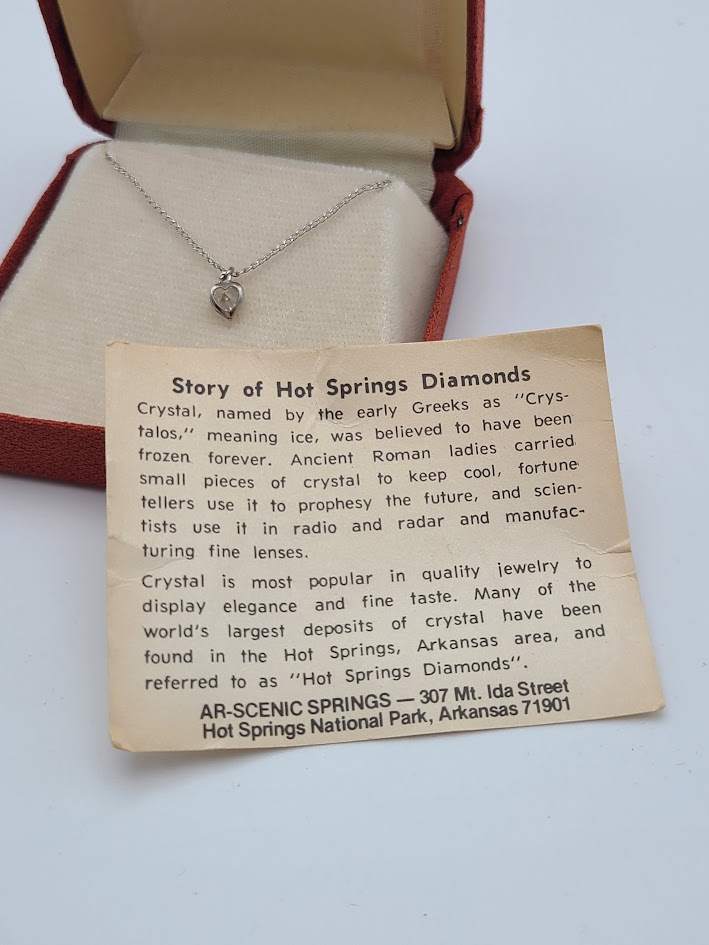 Story of Hot Springs Diamonds
Crystal, named by the early Greeks as "Crys-
talos," meaning ice, was believed to have been
frozen forever. Ancient Roman ladies carried
small pieces of crystal to keep cool, fortune
tellers use it to prophesy the future, and scien-
tists use it in radio and radar and manufac-
turing fine lenses.
Crystal is most popular in quality jewelry to
display elegance and fine taste. Many of the
world's largest deposits of crystal have been
found in the Hot Springs, Arkansas area, and
referred to as "Hot Springs Diamonds".
AR-SCENIC SPRINGS — 307 Mt. Ida Street
Hot Springs National Park, Arkansas 71901